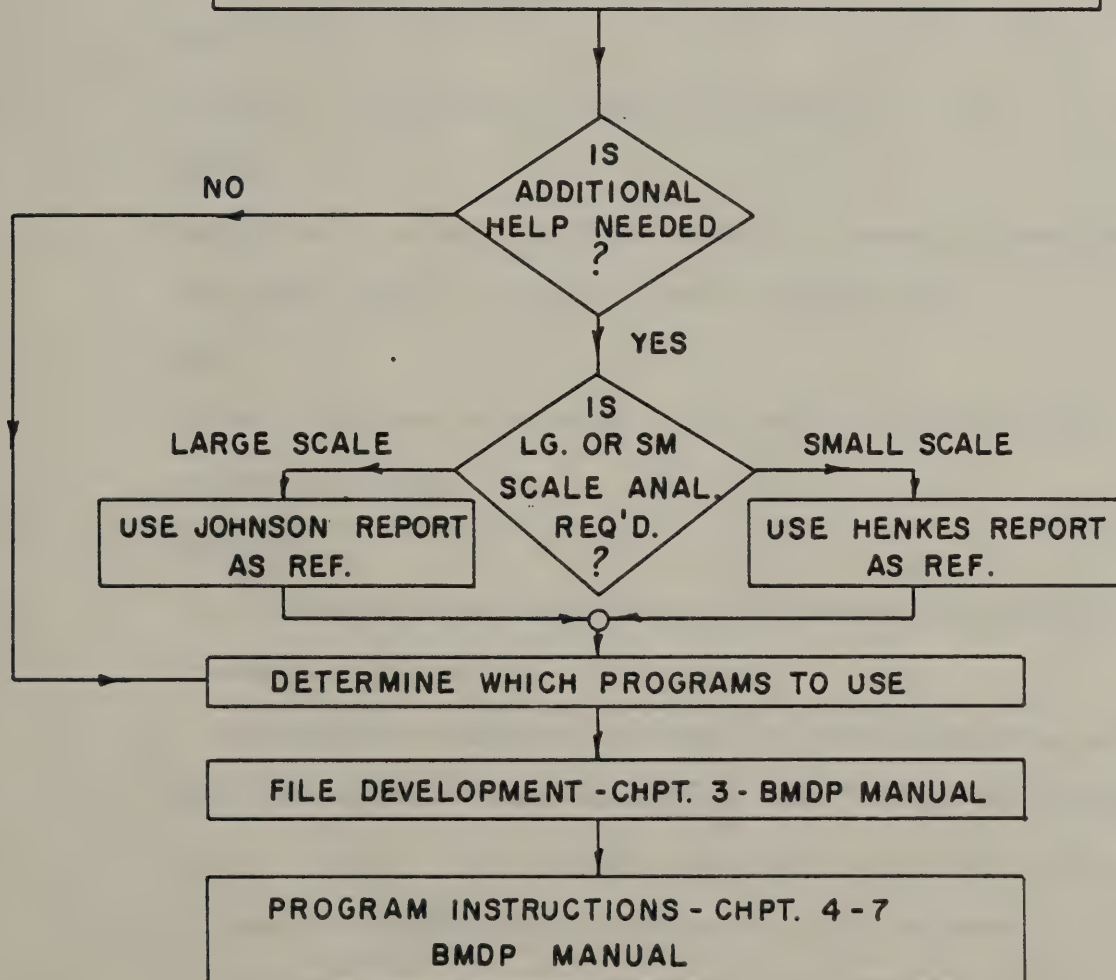 IS
ADDITIONAL
HELP NEEDED
?
NO
YES
IS
LG. OR SM
SCALE ANAL.
REQ'D.
?
LARGE SCALE
SMALL SCALE
USE JOHNSON REPORT
AS REF.
USE HENKES REPORT
AS REF.
DETERMINE WHICH PROGRAMS TO USE
FILE DEVELOPMENT - CHPT. 3 - BMDP MANUAL
PROGRAM INSTRUCTIONS - CHPT. 4 - 7
BMDP MANUAL